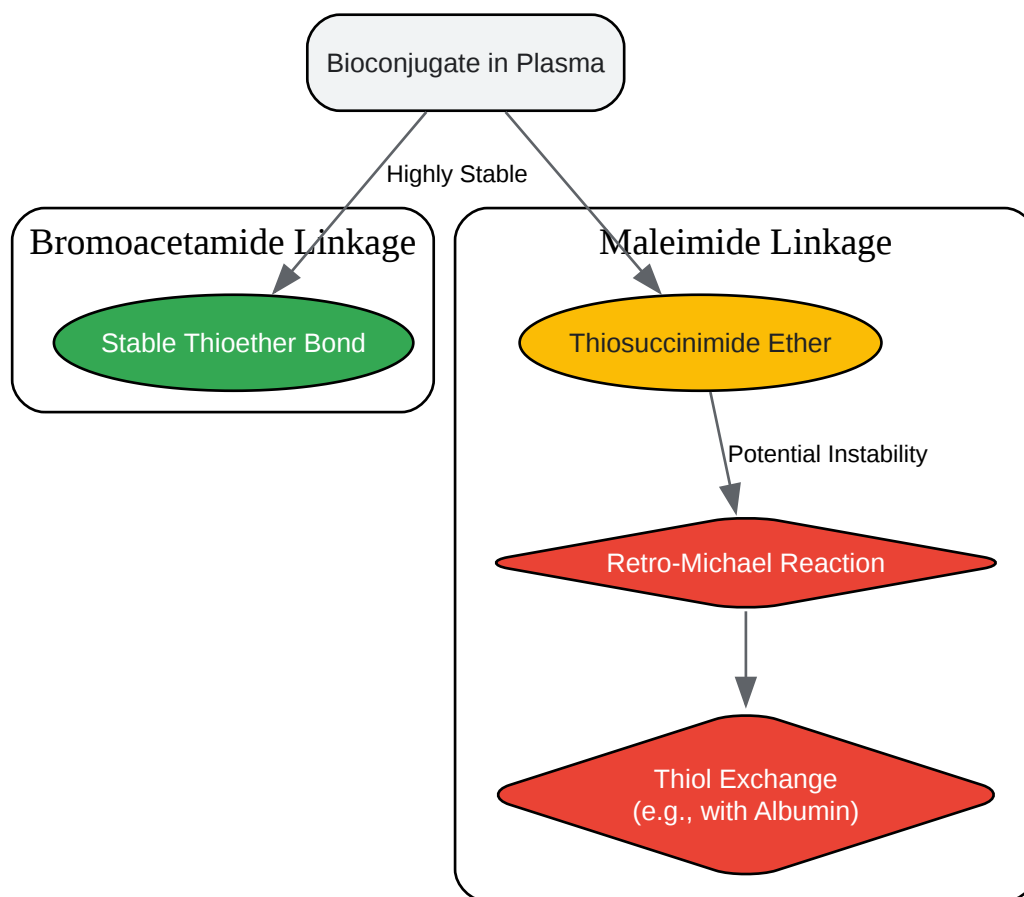 Bioconjugate in Plasma
Highly Stable
Bromoacetamide Linkage
Maleimide Linkage
Stable Thioether Bond
Thiosuccinimide Ether
Potential Instability
Retro-Michael Reaction
Thiol Exchange
(e.g., with Albumin)